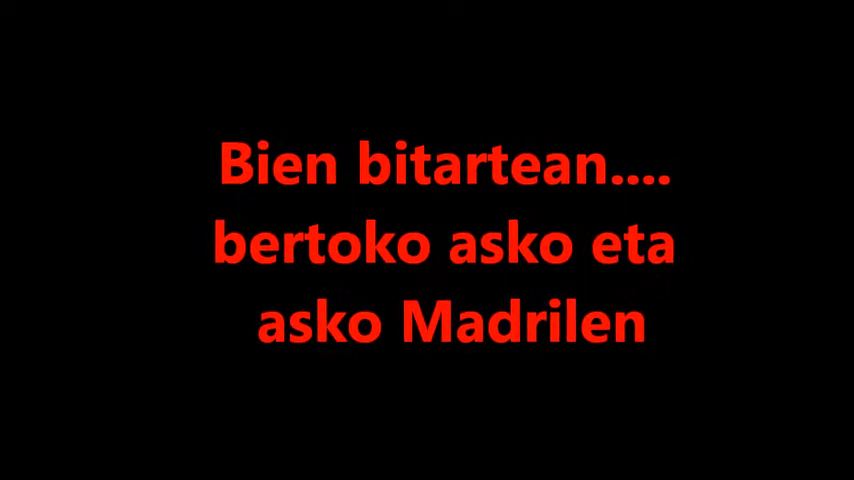 Bien bitartean....
bertoko asko eta
asko Madrilen